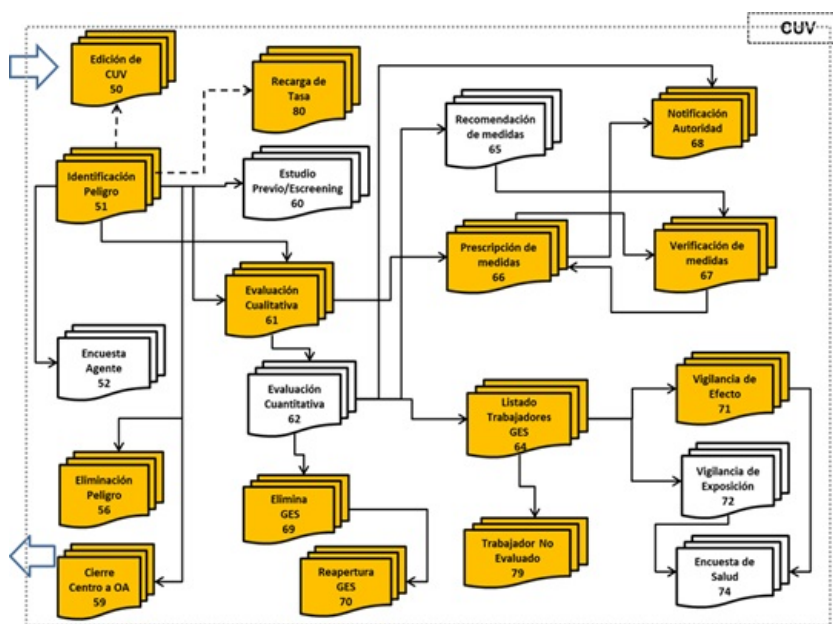 CUV
Edición de
CUV
50
Recarga de
Tasa
80
Recomendación
de medidas
65
Notificación
Autoridad
68
Identificación
Peligro
51
Estudio
Previo/Escreening
60
Prescripción de
medidas
66
Verificación de
medidas
67
Evaluación
Cualitativa
61
Encuesta
Agente
52
Evaluación
Cuantitativa
62
Listado
Trabajadores
GES
64
Vigilancia de
Efecto
71
Eliminación
Peligro
56
Elimina
GES
69
Vigilancia de
Exposición
72
Cierre
Centro a OA
59
Reapertura
GES
70
Trabajador No
Evaluado
79
Encuesta de
Salud
74